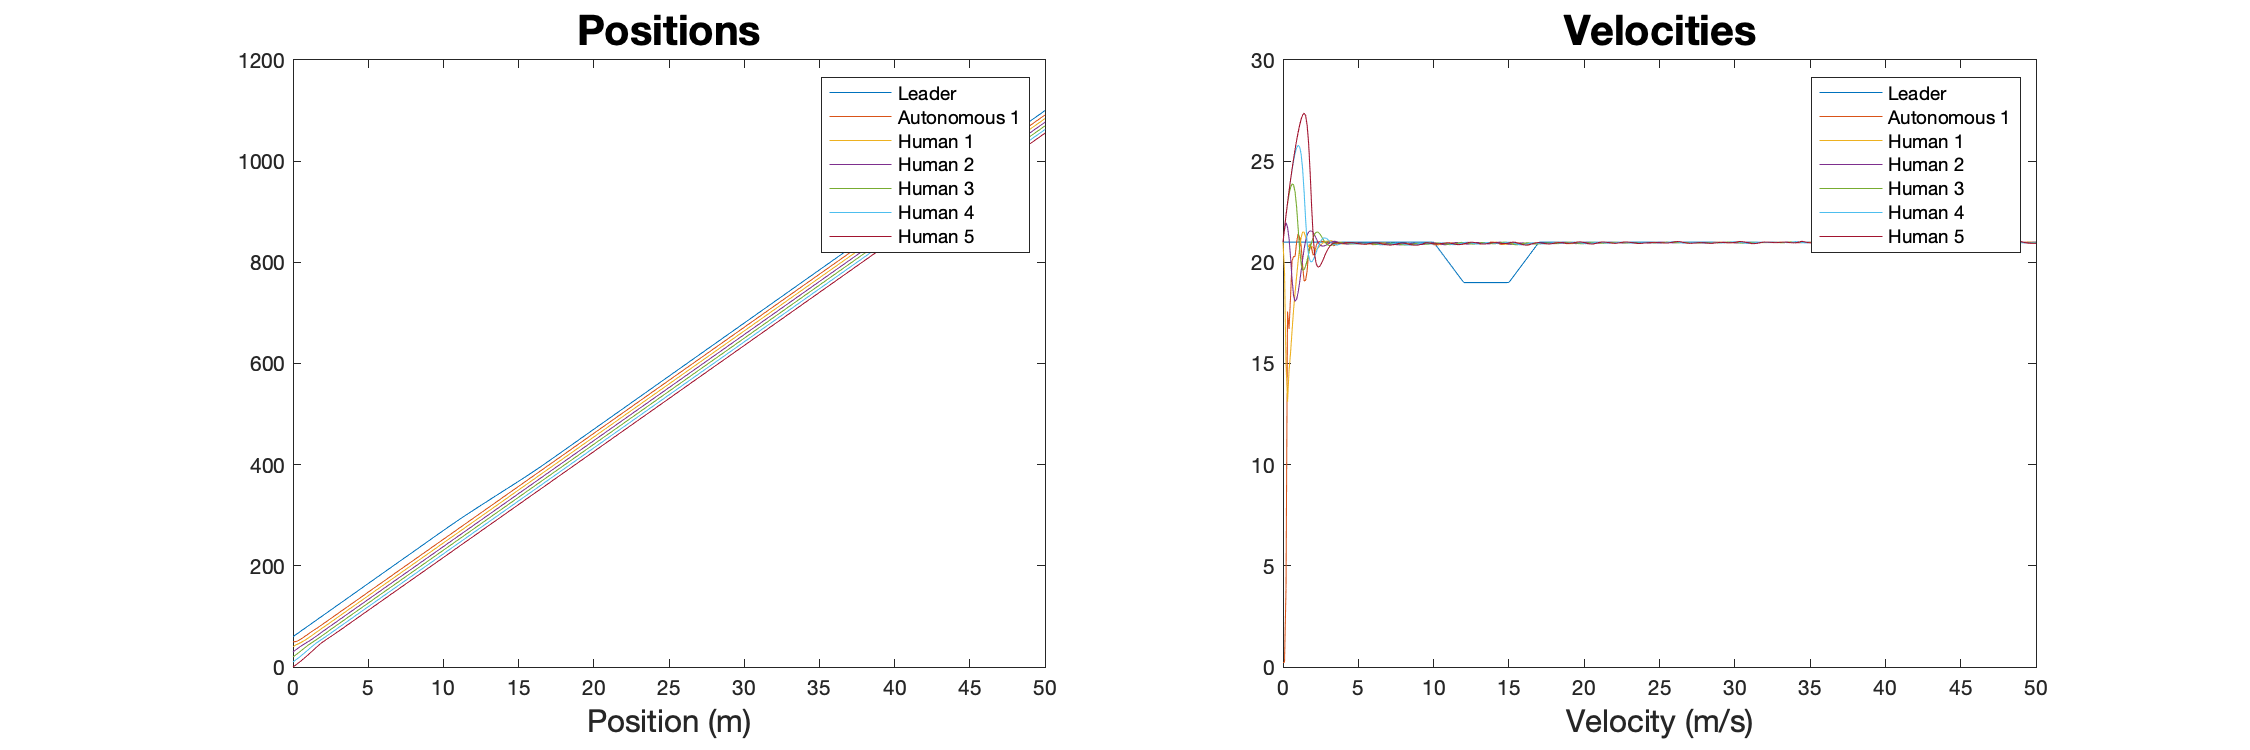 Positions
1200
1000
800
600
400
200
0
0 5 10 15 20 25 30 35 40 45 50
Position (m)
Leader
Autonomous 1
Human 1
Human 2
Human 3
Human 4
Human 5
Velocities
30
25
20
15
10
5
0
0 5 10 15 20 25 30 35 40 45 50
Velocity (m/s)
Leader
Autonomous 1
Human 1
Human 2
Human 3
Human 4
Human 5